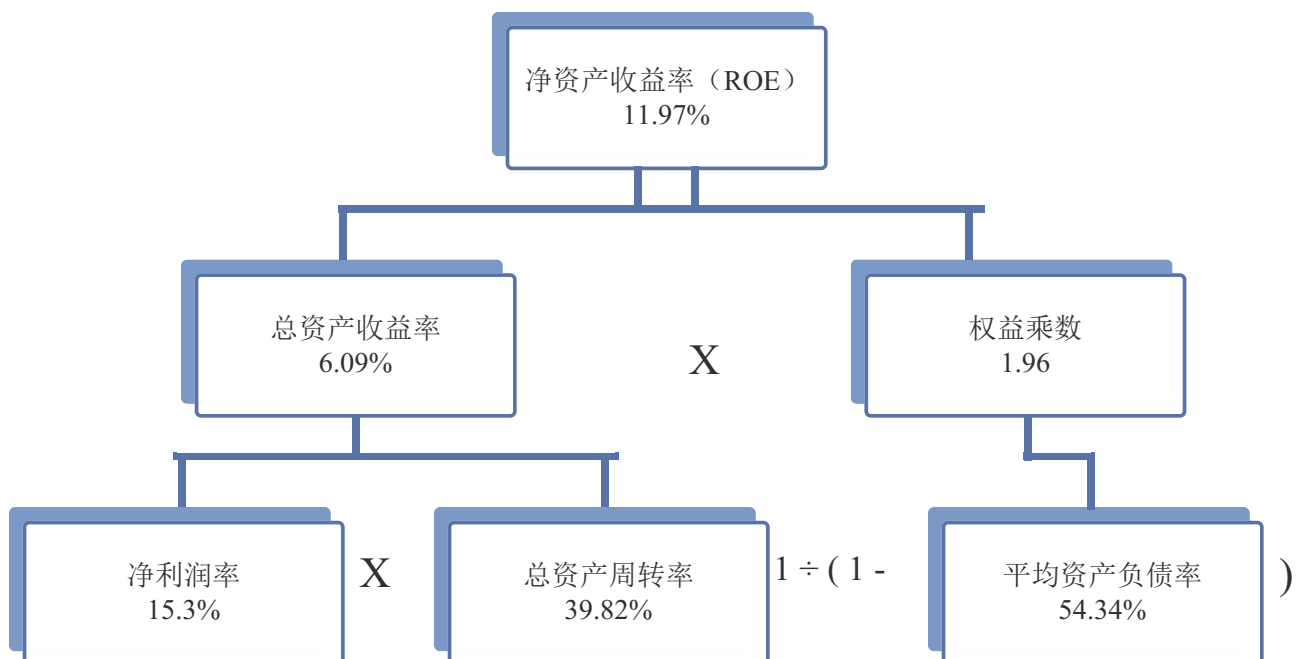 净资产收益率（ROE）
11.97%
总资产收益率
6.09%
X
权益乘数
1.96
净利润率
15.3%
X
总资产周转率
39.82%
1 ÷ ( 1 -
平均资产负债率
54.34%
)